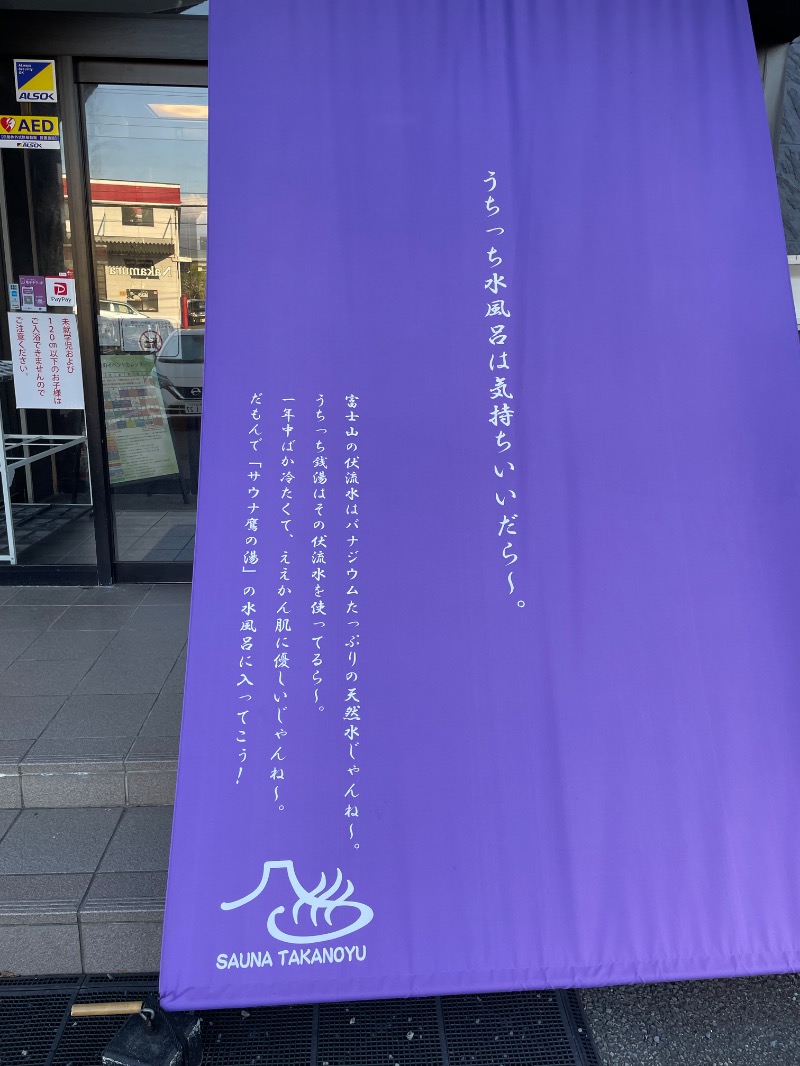 うちっち水風呂は気持ちいいだら～。
富士山の伏流水はバナジウムたっぷりの天然水じゃんね～。
うちっち銭湯はその伏流水を使ってるら～。
一年中ばか冷たくて、ええかん肌に優しいじゃんね～。
だもんで「サウナ鷹の湯」の水風呂に入ってこう!
SAUNA TAKANOYU
ALSOK
AED
ALSOK
PayPay
未就学児および
120cm以下のお子様は
ご入浴できませんので
ご注意ください。
Nakamura